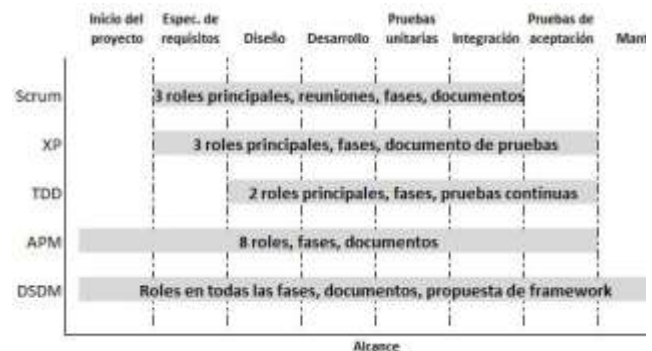 Inicio del proyecto
Espec. de requisitos
Diseño
Desarrollo
Pruebas unitarias
Integración
Pruebas de aceptación
Mant
Scrum
3 roles principales, reuniones, fases, documentos
XP
3 roles principales, fases, documento de pruebas
TDD
2 roles principales, fases, pruebas continuas
APM
8 roles, fases, documentos
DSDM
Roles en todas las fases, documentos, propuesta de framework
Alcance